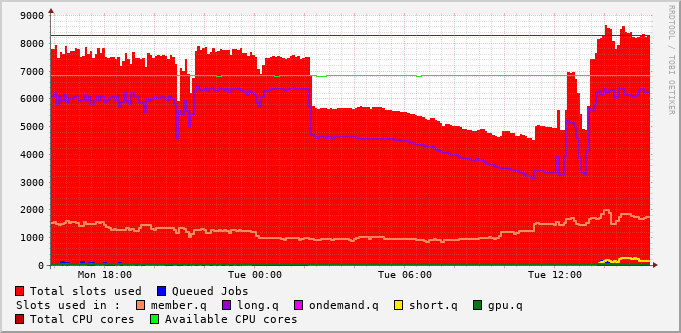 9000
8000
7000
6000
5000
4000
3000
2000
1000
0
Mon 18:00 Tue 00:00 Tue 06:00 Tue 12:00
Total slots used Queued Jobs
Slots used in : member.q long.q ondemand.q short.q gpu.q
Total CPU cores Available CPU cores
RRDTOOL / TOBI OETIKER